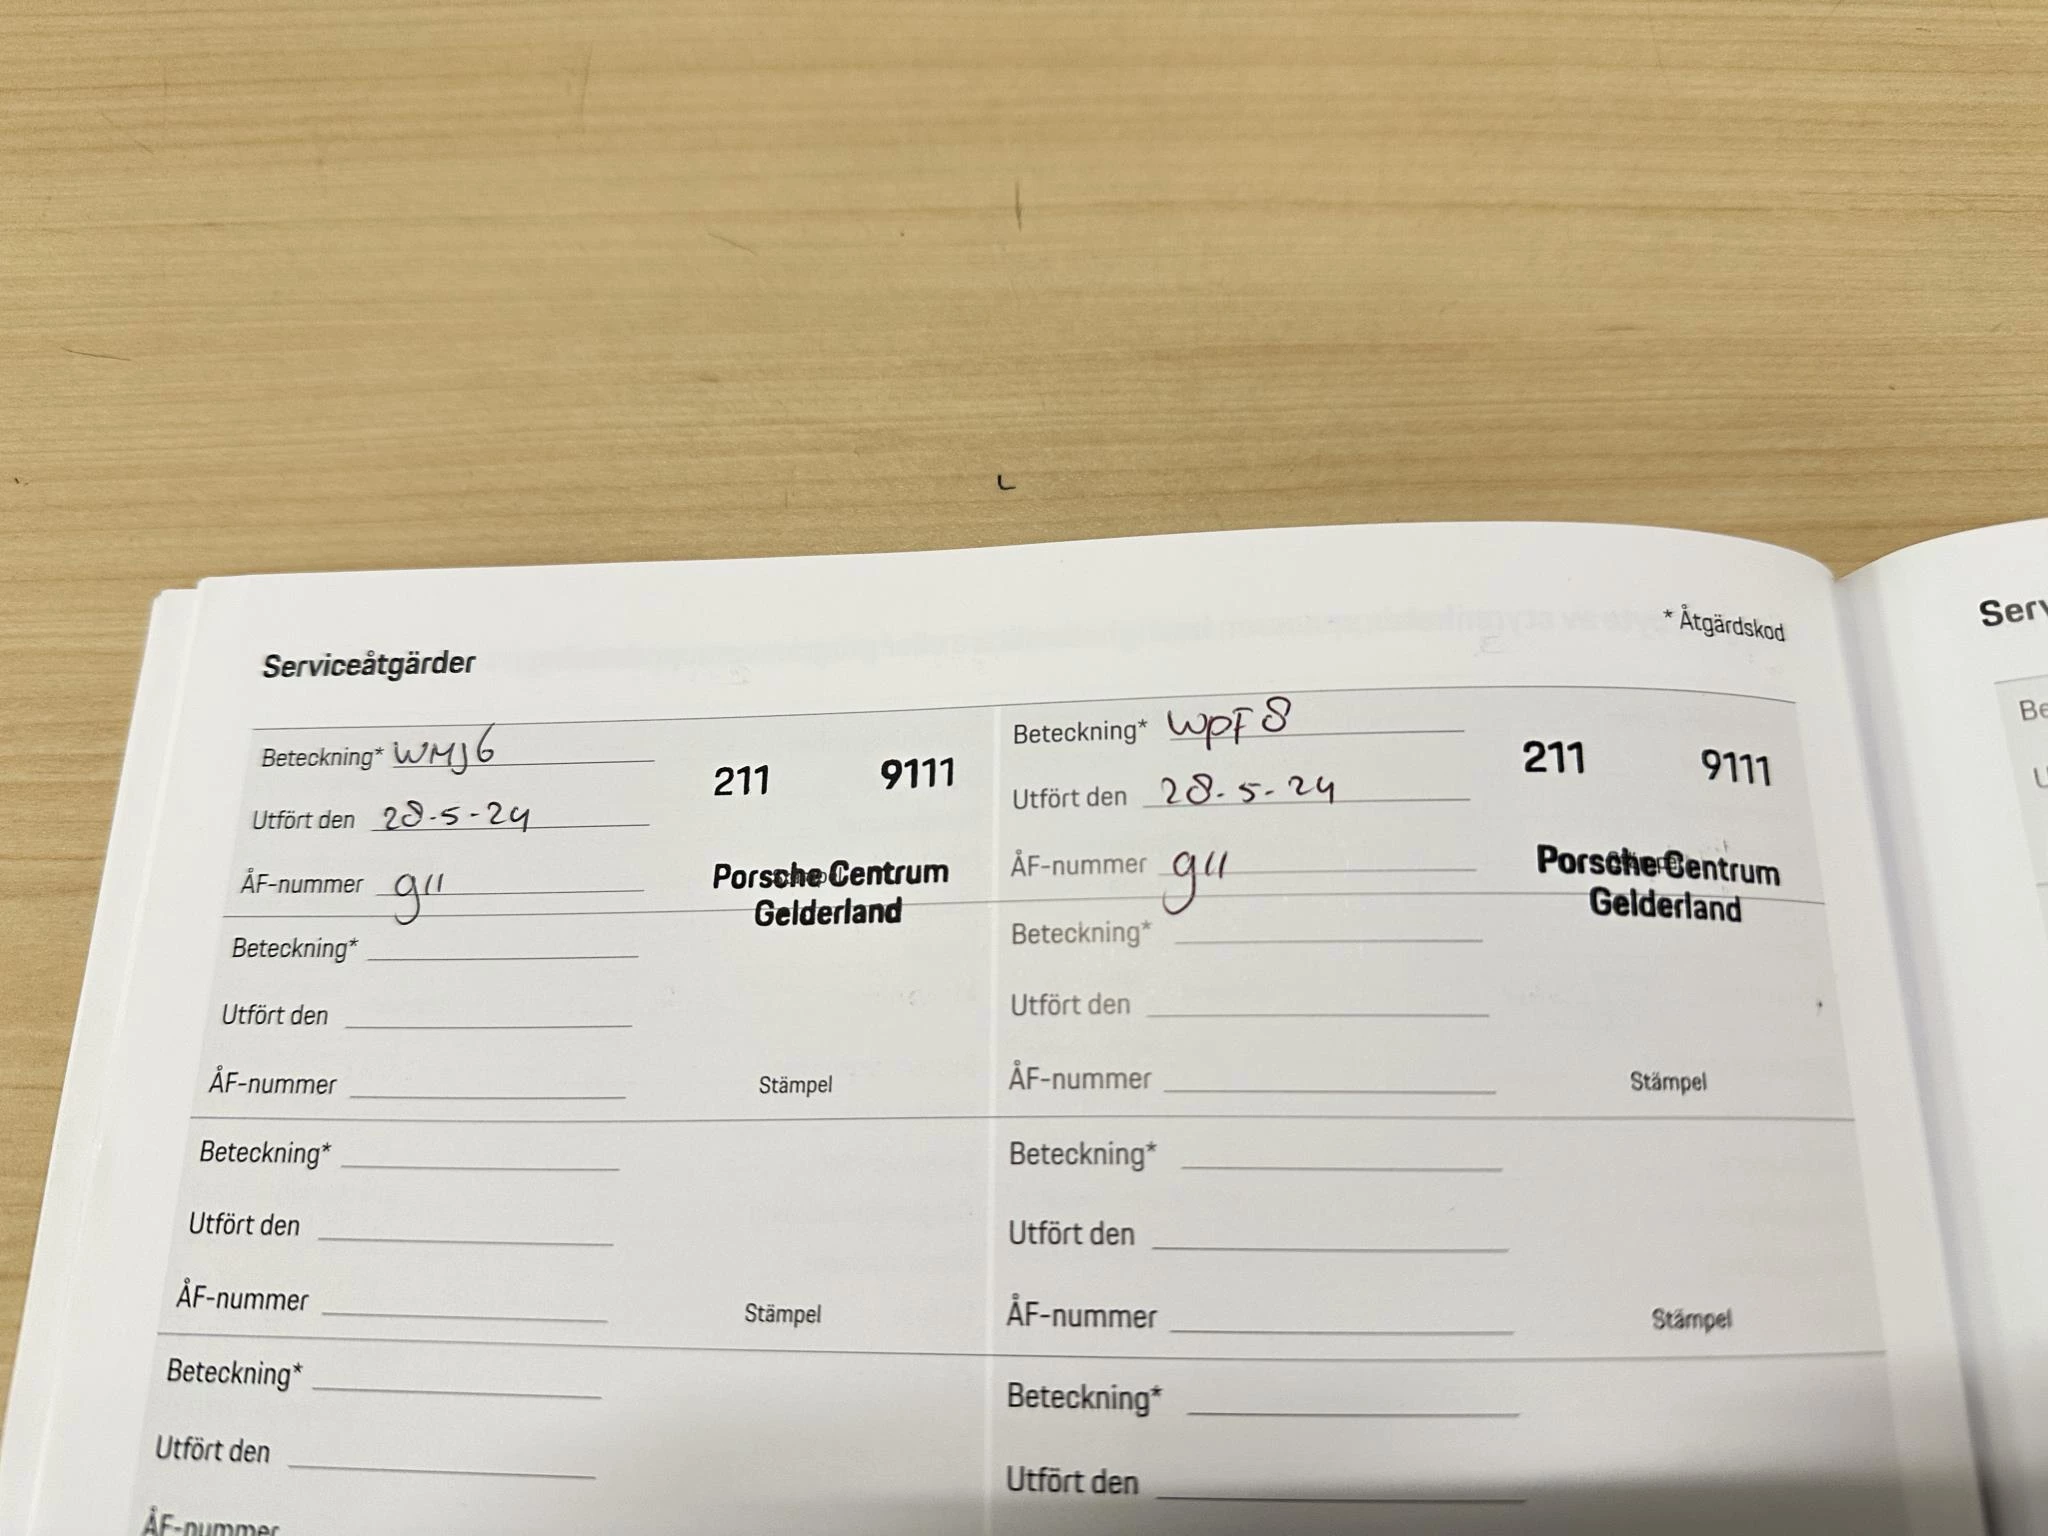 * Åtgärdskod
Serviceåtgärder
Beteckning* WMJ6
211 9111
Utfört den 28-5-24
ÅF-nummer 911
Porsche Centrum
Gelderland
Beteckning* WPF8
211 9111
Utfört den 28-5-24
ÅF-nummer 911
Porsche Centrum
Gelderland
Beteckning*
Utfört den
ÅF-nummer
Stämpel
Beteckning*
Utfört den
ÅF-nummer
Stämpel
Beteckning*
Utfört den
ÅF-nummer
Stämpel
Beteckning*
Utfört den
ÅF-nummer
Stämpel
Beteckning*
Utfört den
ÅF-nummer
Beteckning*
Utfört den
Serv
Be